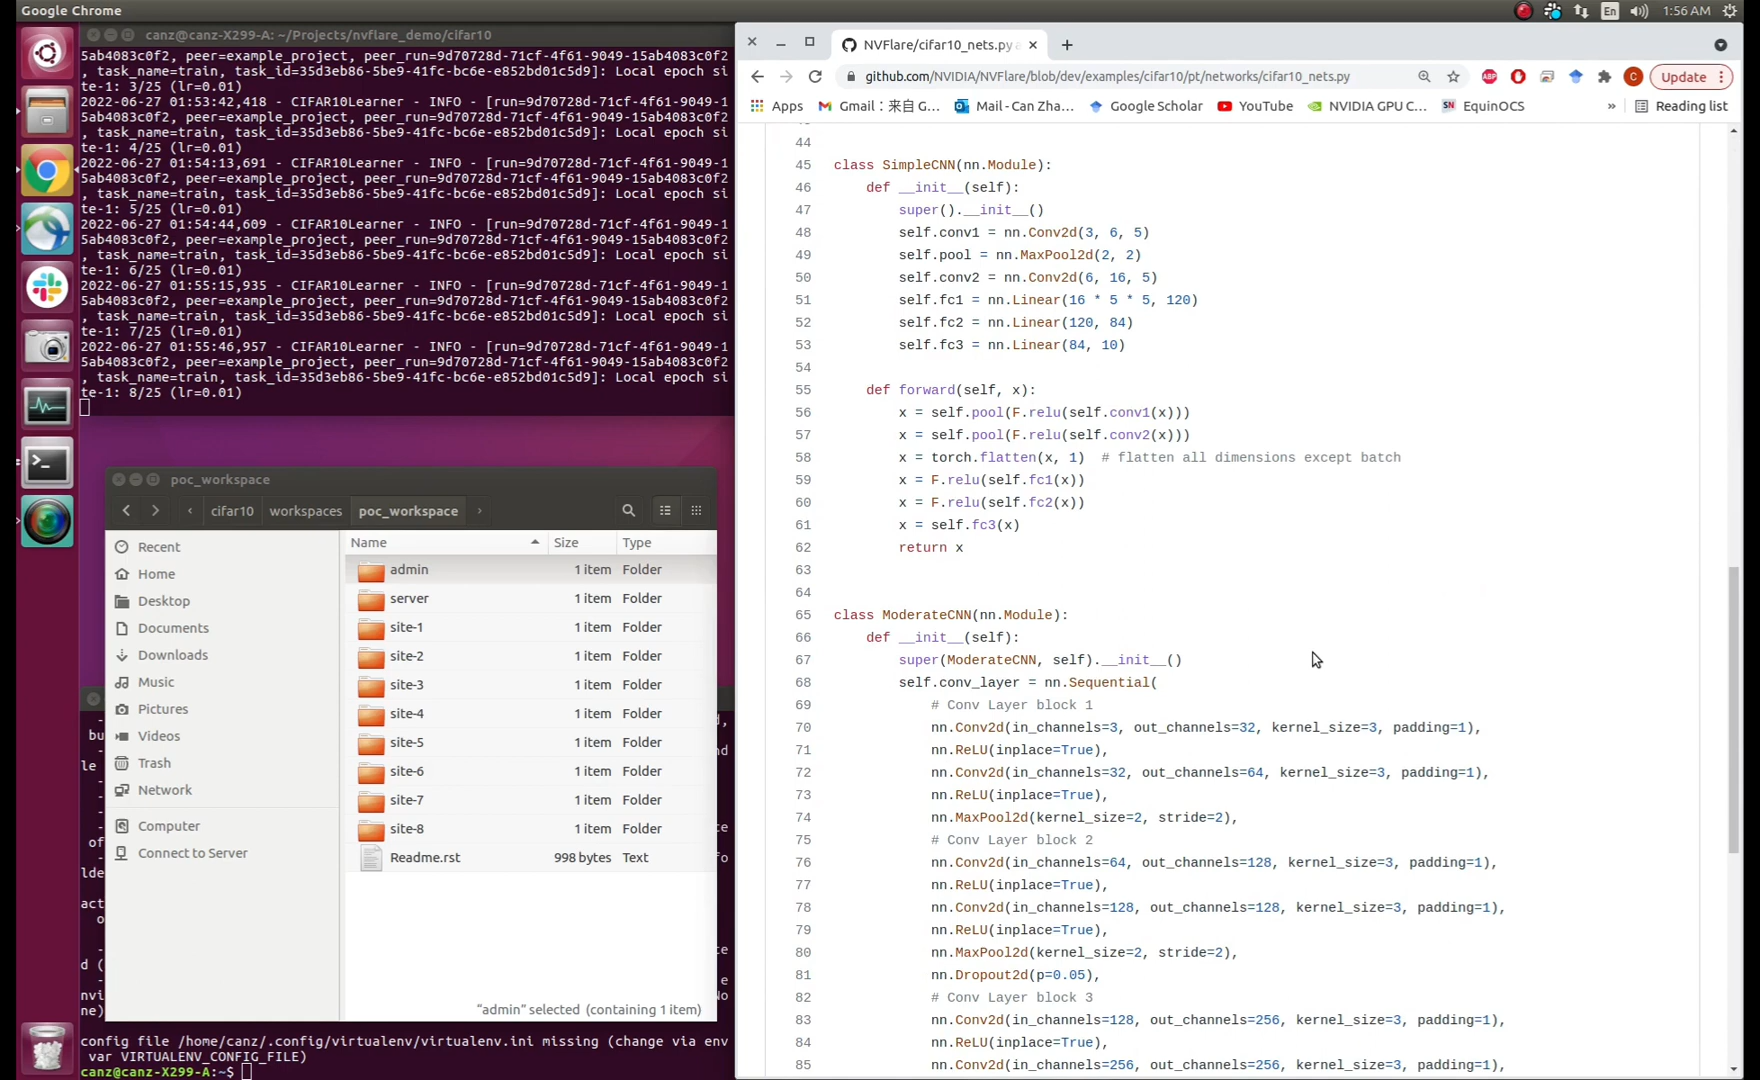 Google Chrome
En
1:56 AM
canz@canz-X299-A: ~/Projects/nvflare_demo/cifar10
5ab4083c0f2, peer=example_project, peer_run=9d70728d-71cf-4f61-9049-15ab4083c0f2
, task_name=train, task_id=35d3eb86-5be9-41fc-bc6e-e852bd01c5d9]: Local epoch si
te-1: 3/25 (lr=0.01)
2022-06-27 01:53:42,418 - CIFAR10Learner - INFO - [run=9d70728d-71cf-4f61-9049-1
5ab4083c0f2, peer=example_project, peer_run=9d70728d-71cf-4f61-9049-15ab4083c0f2
, task_name=train, task_id=35d3eb86-5be9-41fc-bc6e-e852bd01c5d9]: Local epoch si
te-1: 4/25 (lr=0.01)
2022-06-27 01:54:13,691 - CIFAR10Learner - INFO - [run=9d70728d-71cf-4f61-9049-1
5ab4083c0f2, peer=example_project, peer_run=9d70728d-71cf-4f61-9049-15ab4083c0f2
, task_name=train, task_id=35d3eb86-5be9-41fc-bc6e-e852bd01c5d9]: Local epoch si
te-1: 5/25 (lr=0.01)
2022-06-27 01:54:44,609 - CIFAR10Learner - INFO - [run=9d70728d-71cf-4f61-9049-1
5ab4083c0f2, peer=example_project, peer_run=9d70728d-71cf-4f61-9049-15ab4083c0f2
, task_name=train, task_id=35d3eb86-5be9-41fc-bc6e-e852bd01c5d9]: Local epoch si
te-1: 6/25 (lr=0.01)
2022-06-27 01:55:15,935 - CIFAR10Learner - INFO - [run=9d70728d-71cf-4f61-9049-1
5ab4083c0f2, peer=example_project, peer_run=9d70728d-71cf-4f61-9049-15ab4083c0f2
, task_name=train, task_id=35d3eb86-5be9-41fc-bc6e-e852bd01c5d9]: Local epoch si
te-1: 7/25 (lr=0.01)
2022-06-27 01:55:46,957 - CIFAR10Learner - INFO - [run=9d70728d-71cf-4f61-9049-1
5ab4083c0f2, peer=example_project, peer_run=9d70728d-71cf-4f61-9049-15ab4083c0f2
, task_name=train, task_id=35d3eb86-5be9-41fc-bc6e-e852bd01c5d9]: Local epoch si
te-1: 8/25 (lr=0.01)
poc_workspace
cifar10 workspaces poc_workspace
Recent
Home
Desktop
Documents
Downloads
Music
Pictures
Videos
Trash
Network
Computer
Connect to Server
Name Size Type
admin 1 item Folder
server 1 item Folder
site-1 1 item Folder
site-2 1 item Folder
site-3 1 item Folder
site-4 1 item Folder
site-5 1 item Folder
site-6 1 item Folder
site-7 1 item Folder
site-8 1 item Folder
Readme.rst 998 bytes Text
"admin" selected (containing 1 item)
config file /home/canz/.config/virtualenv/virtualenv.ini missing (change via env
var VIRTUALENV_CONFIG_FILE)
canz@canz-X299-A:~$
NVFlare/cifar10_nets.py a
github.com/NVIDIA/NVFlare/blob/dev/examples/cifar10/pt/networks/cifar10_nets.py
ABP
C
Update
Apps Gmail：来自 G... Mail - Can Zha... Google Scholar YouTube NVIDIA GPU C... SN EquinOCS » Reading list
44
45 class SimpleCNN(nn.Module):
46 def __init__(self):
47 super().__init__()
48 self.conv1 = nn.Conv2d(3, 6, 5)
49 self.pool = nn.MaxPool2d(2, 2)
50 self.conv2 = nn.Conv2d(6, 16, 5)
51 self.fc1 = nn.Linear(16 * 5 * 5, 120)
52 self.fc2 = nn.Linear(120, 84)
53 self.fc3 = nn.Linear(84, 10)
54
55 def forward(self, x):
56 x = self.pool(F.relu(self.conv1(x)))
57 x = self.pool(F.relu(self.conv2(x)))
58 x = torch.flatten(x, 1) # flatten all dimensions except batch
59 x = F.relu(self.fc1(x))
60 x = F.relu(self.fc2(x))
61 x = self.fc3(x)
62 return x
63
64
65 class ModerateCNN(nn.Module):
66 def __init__(self):
67 super(ModerateCNN, self).__init__()
68 self.conv_layer = nn.Sequential(
69 # Conv Layer block 1
70 nn.Conv2d(in_channels=3, out_channels=32, kernel_size=3, padding=1),
71 nn.ReLU(inplace=True),
72 nn.Conv2d(in_channels=32, out_channels=64, kernel_size=3, padding=1),
73 nn.ReLU(inplace=True),
74 nn.MaxPool2d(kernel_size=2, stride=2),
75 # Conv Layer block 2
76 nn.Conv2d(in_channels=64, out_channels=128, kernel_size=3, padding=1),
77 nn.ReLU(inplace=True),
78 nn.Conv2d(in_channels=128, out_channels=128, kernel_size=3, padding=1),
79 nn.ReLU(inplace=True),
80 nn.MaxPool2d(kernel_size=2, stride=2),
81 nn.Dropout2d(p=0.05),
82 # Conv Layer block 3
83 nn.Conv2d(in_channels=128, out_channels=256, kernel_size=3, padding=1),
84 nn.ReLU(inplace=True),
85 nn.Conv2d(in_channels=256, out_channels=256, kernel_size=3, padding=1),